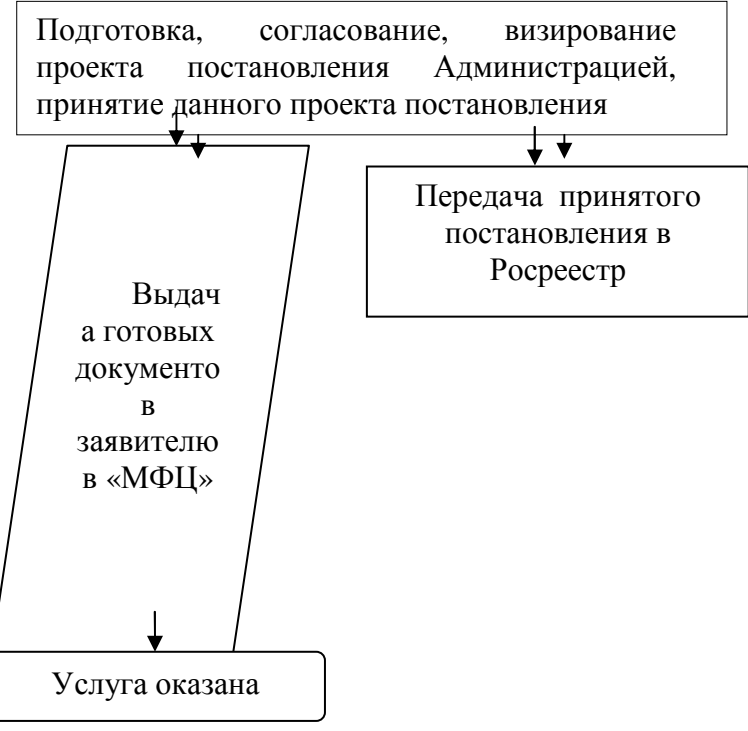 Подготовка, согласование, визирование
проекта постановления Администрацией,
принятие данного проекта постановления
Передача принятого
постановления в
Росреестр
Выдач
а готовых
документо
в
заявителю
в «МФЦ»
Услуга оказана